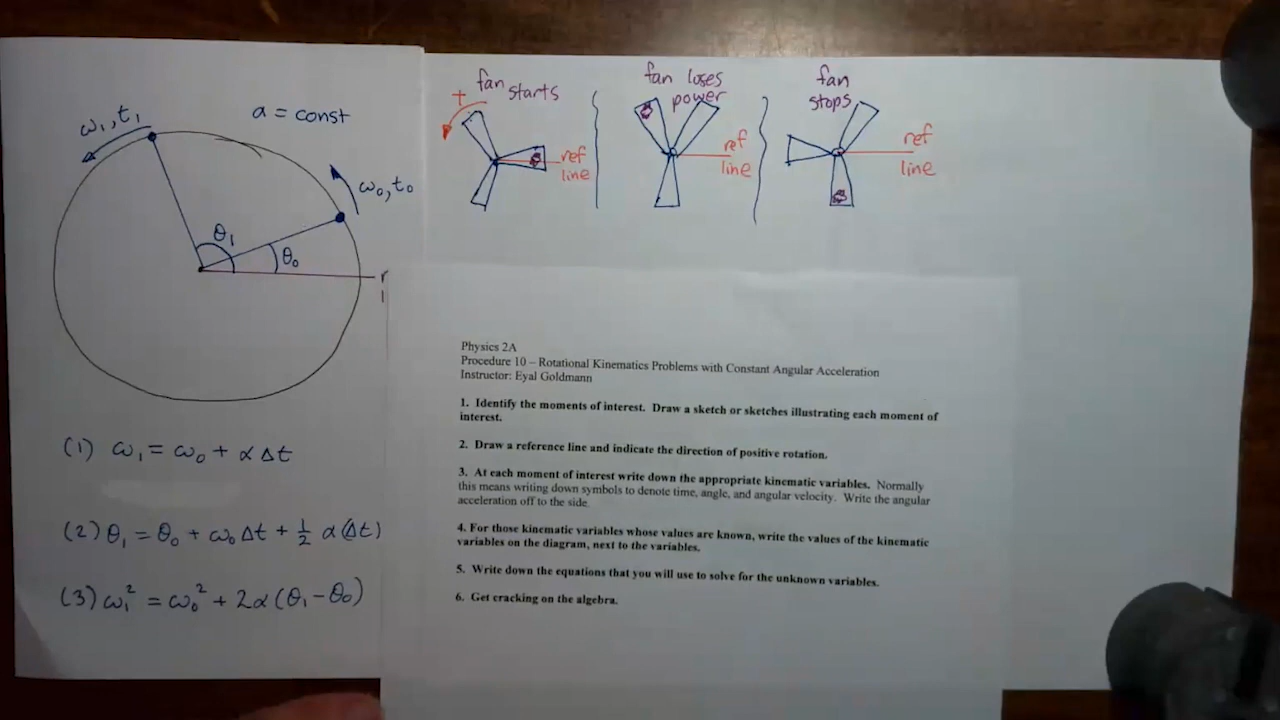 ω₁, t₁
a = const
ω₀, t₀
θ₁
θ₀
(1) ω₁ = ω₀ + α Δt
(2) θ₁ = θ₀ + ω₀ Δt + 1/2 α (Δt)
(3) ω₁² = ω₀² + 2α (θ₁ - θ₀)
fan starts
+
ref
line
fan loses
power
ref
line
fan
stops
ref
line
Physics 2A
Procedure 10 – Rotational Kinematics Problems with Constant Angular Acceleration
Instructor: Eyal Goldmann
1. Identify the moments of interest. Draw a sketch or sketches illustrating each moment of
interest.
2. Draw a reference line and indicate the direction of positive rotation.
3. At each moment of interest write down the appropriate kinematic variables. Normally
this means writing down symbols to denote time, angle, and angular velocity. Write the angular
acceleration off to the side.
4. For those kinematic variables whose values are known, write the values of the kinematic
variables on the diagram, next to the variables.
5. Write down the equations that you will use to solve for the unknown variables.
6. Get cracking on the algebra.